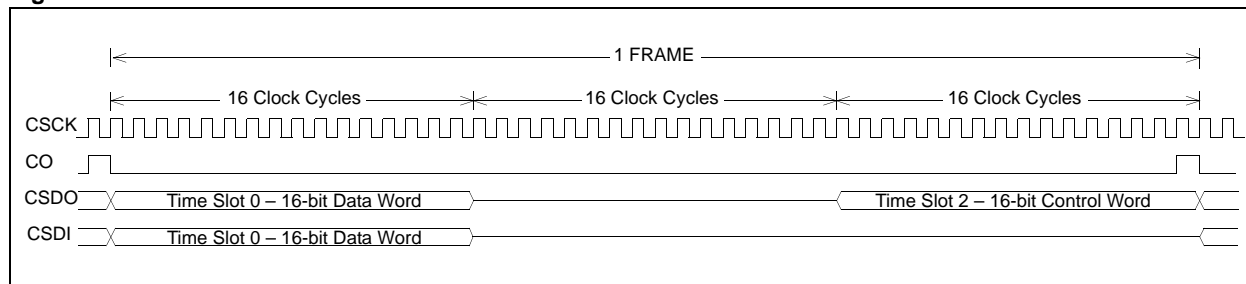 1 FRAME
16 Clock Cycles 16 Clock Cycles 16 Clock Cycles
CSCK
CO
CSDO Time Slot 0 – 16-bit Data Word Time Slot 2 – 16-bit Control Word
CSDI Time Slot 0 – 16-bit Data Word